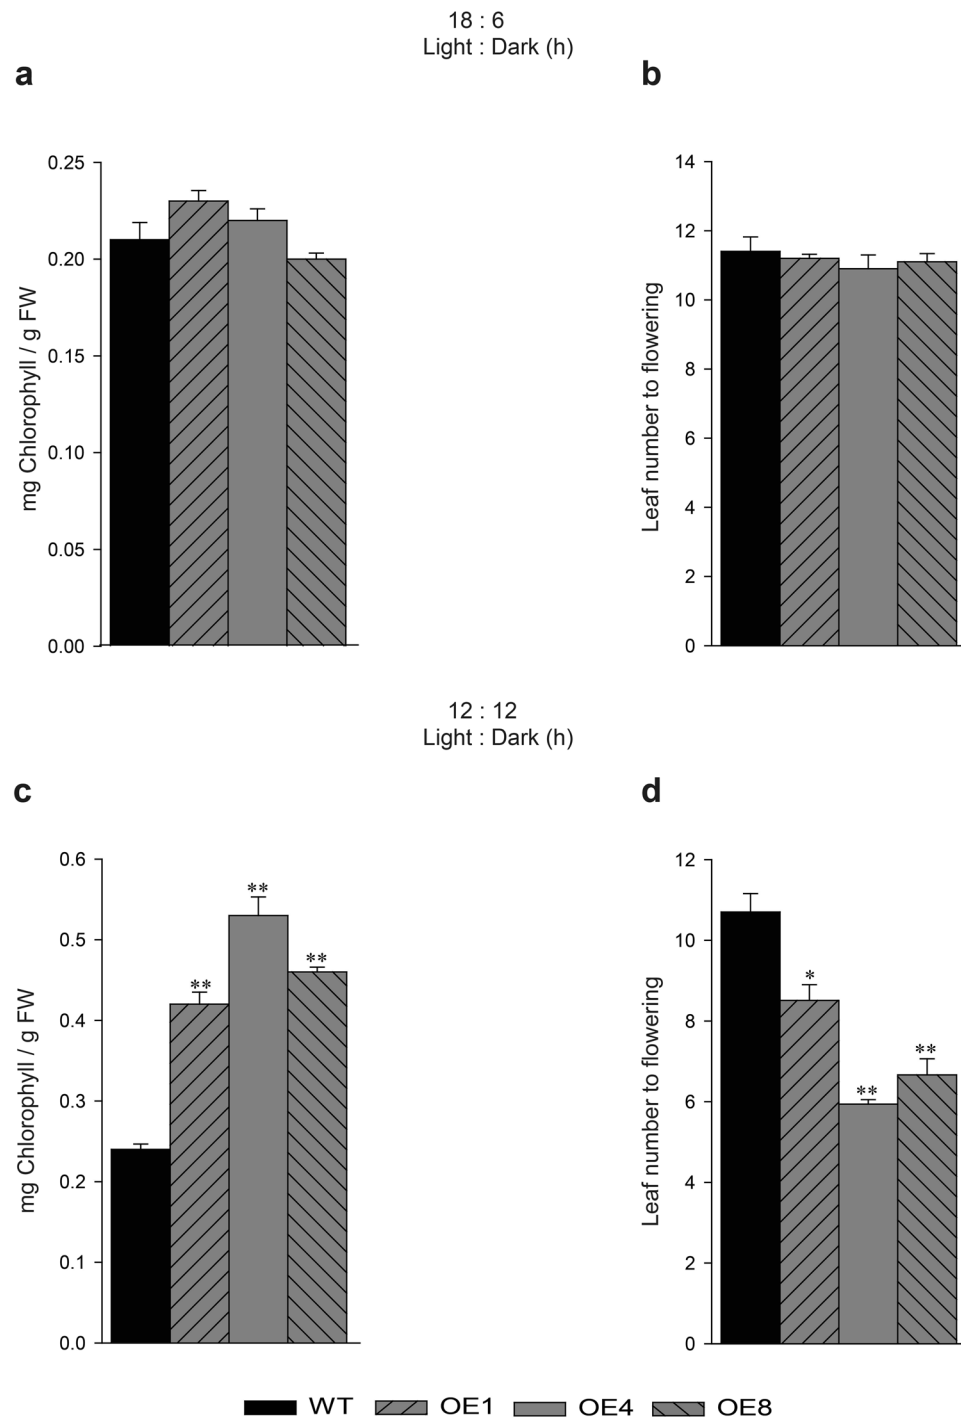 18 : 6
Light : Dark (h)
a
b
mg Chlorophyll / g FW
0.25
0.20
0.15
0.10
0.05
0.00
Leaf number to flowering
14
12
10
8
6
4
2
0
12 : 12
Light : Dark (h)
c
d
mg Chlorophyll / g FW
0.6
0.5
0.4
0.3
0.2
0.1
0.0
**
**
**
Leaf number to flowering
12
10
8
6
4
2
0
*
**
**
WT OE1 OE4 OE8